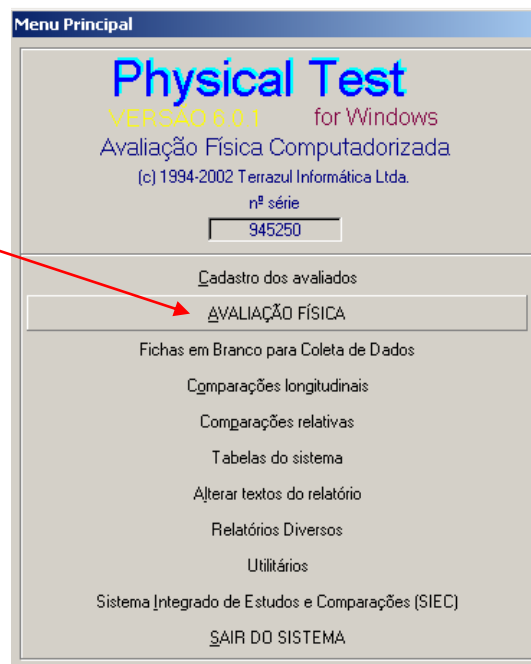 Menu Principal
Physical Test
VERSÃO 6.0.1 for Windows
Avaliação Física Computadorizada
(c) 1994-2002 Terrazul Informática Ltda.
nº série
945250
Cadastro dos avaliados
AVALIAÇÃO FÍSICA
Fichas em Branco para Coleta de Dados
Comparações longitudinais
Comparações relativas
Tabelas do sistema
Alterar textos do relatório
Relatórios Diversos
Utilitários
Sistema Integrado de Estudos e Comparações (SIEC)
SAIR DO SISTEMA